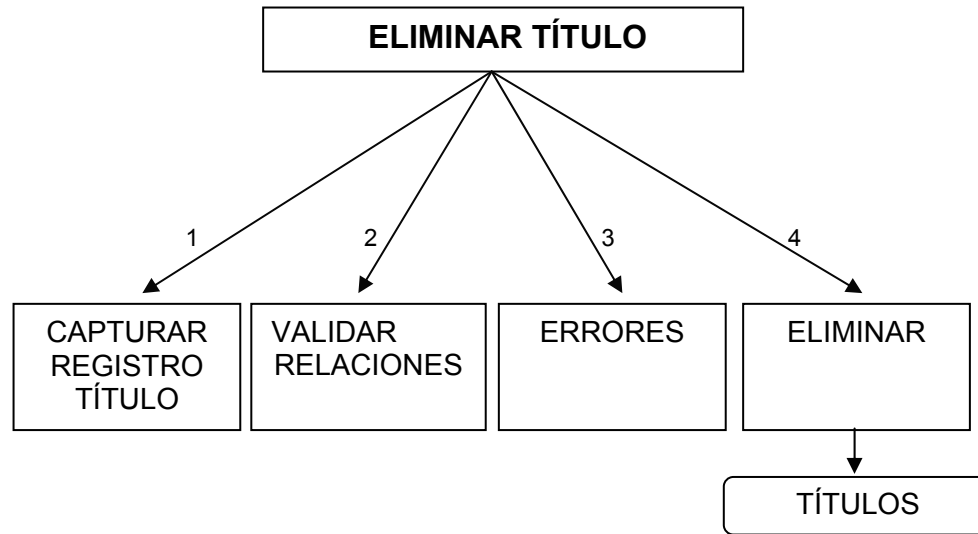 ELIMINAR TÍTULO
1
2
3
4
CAPTURAR
REGISTRO
TÍTULO
VALIDAR
RELACIONES
ERRORES
ELIMINAR
TÍTULOS